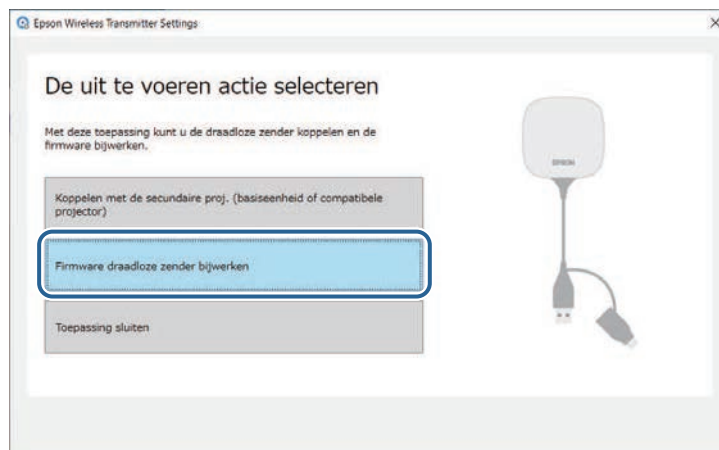 Epson Wireless Transmitter Settings
De uit te voeren actie selecteren
Met deze toepassing kunt u de draadloze zender koppelen en de
firmware bijwerken.
EPSON
Koppelen met de secundaire proj. (basiseenheid of compatibele
projector)
Firmware draadloze zender bijwerken
Toepassing sluiten